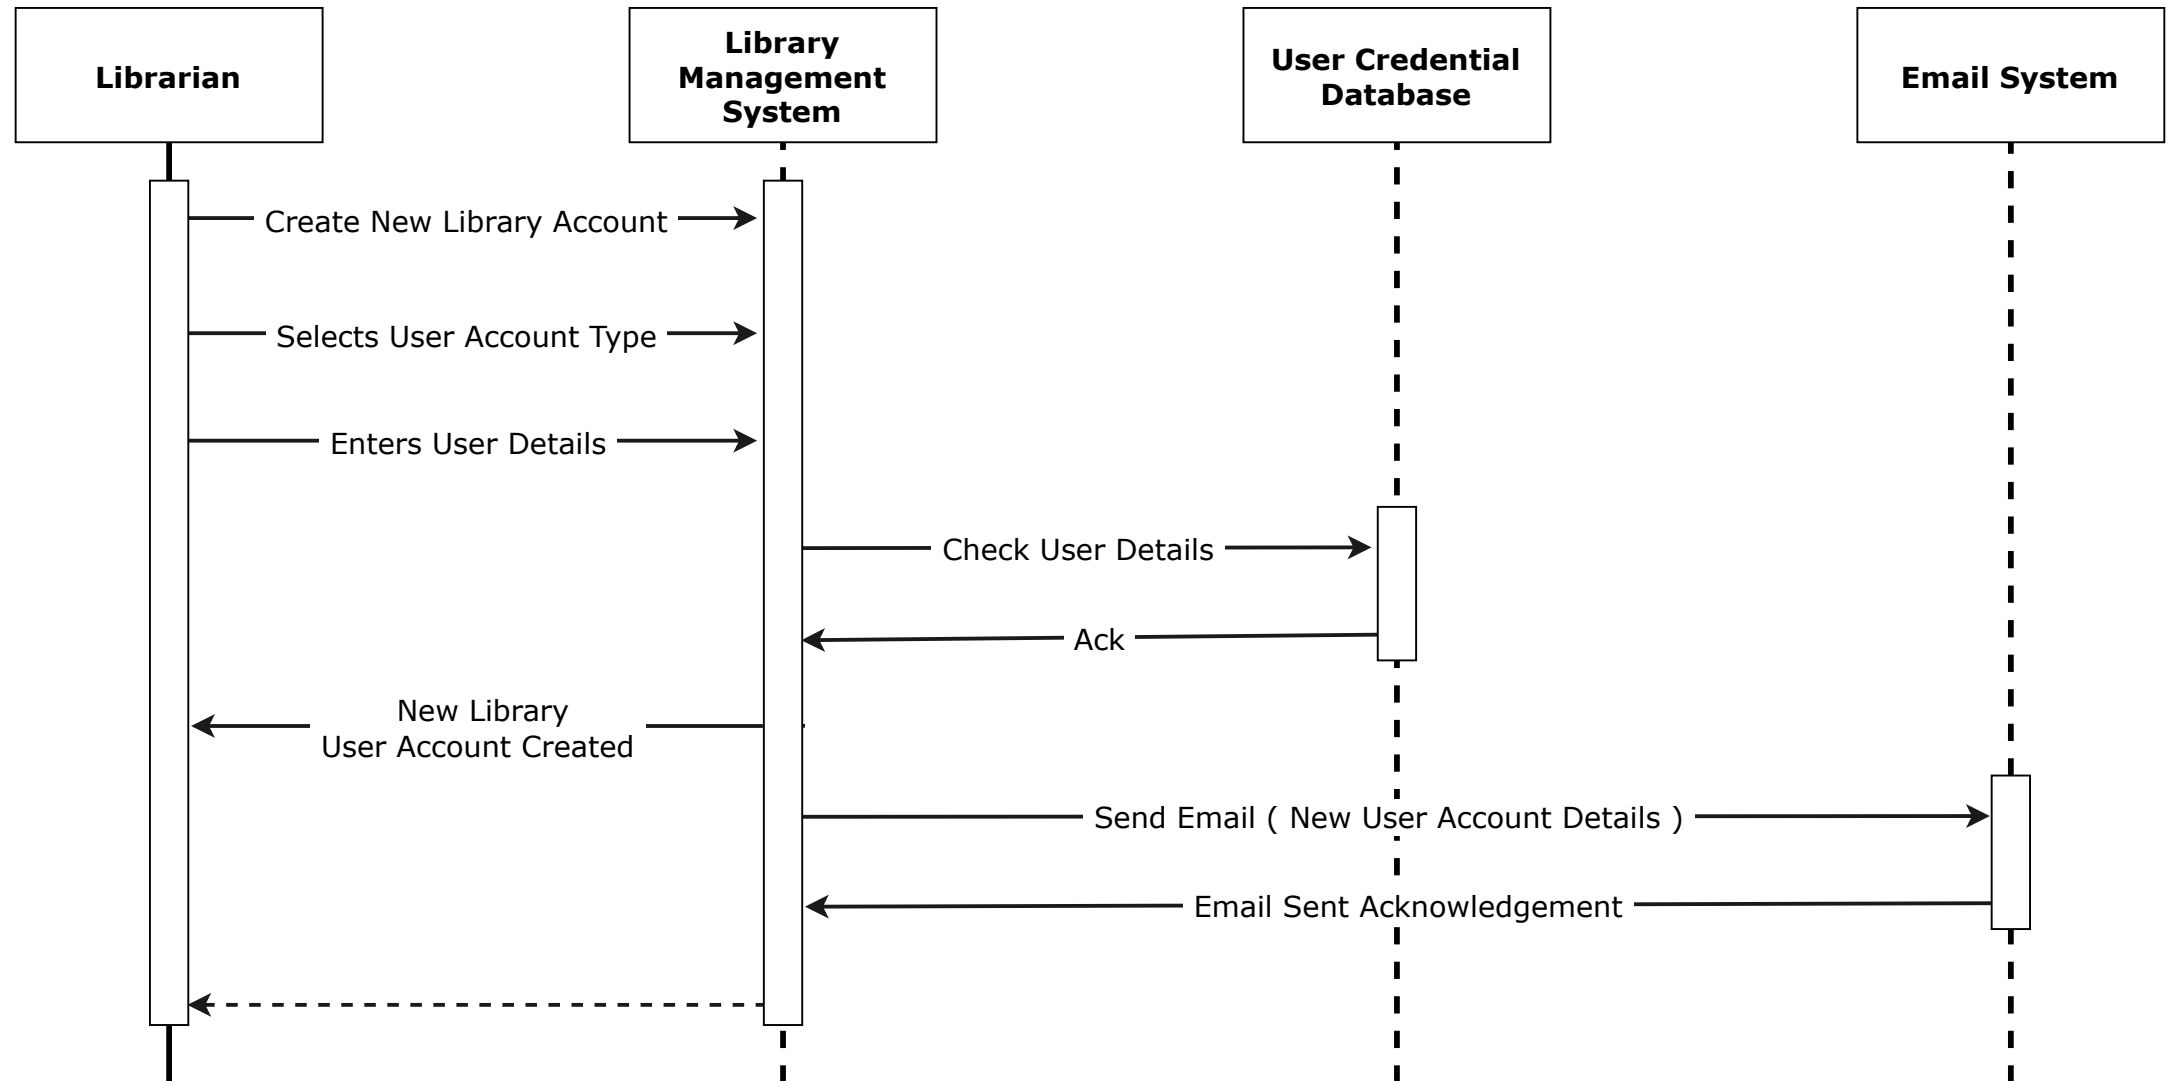 Librarian
Library
Management
System
User Credential
Database
Email System
Create New Library Account
Selects User Account Type
Enters User Details
Check User Details
Ack
New Library
User Account Created
Send Email ( New User Account Details )
Email Sent Acknowledgement